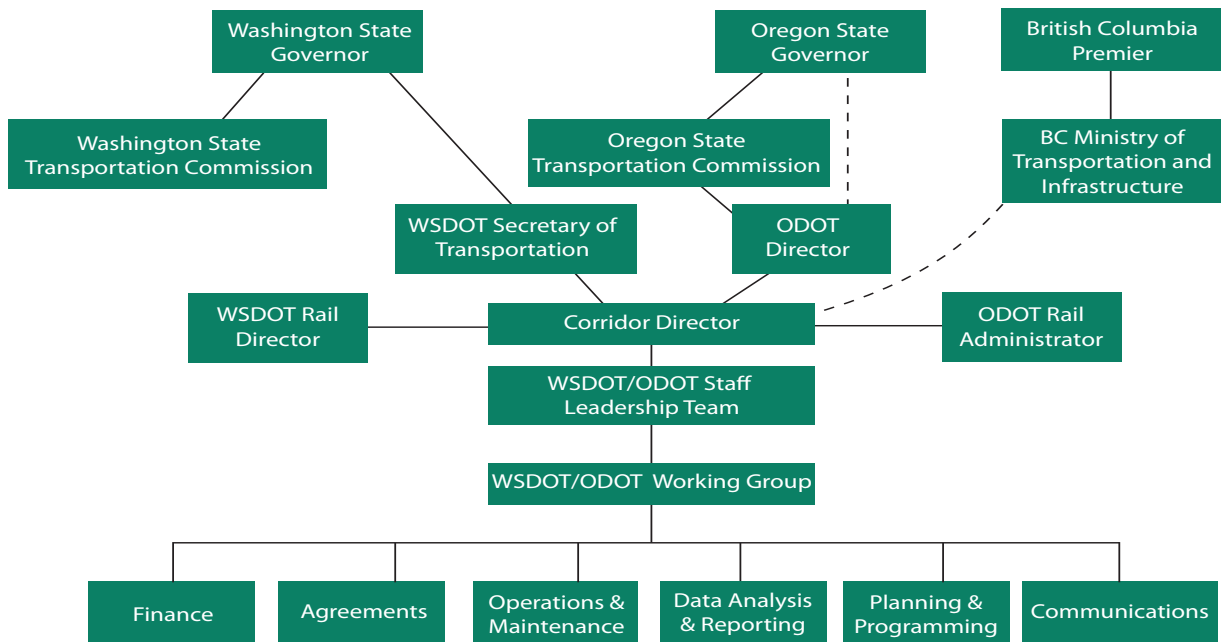 Washington State
Governor
Oregon State
Governor
British Columbia
Premier
Washington State
Transportation Commission
Oregon State
Transportation Commission
BC Ministry of
Transportation and
Infrastructure
WSDOT Secretary of
Transportation
ODOT
Director
WSDOT Rail
Director
Corridor Director
ODOT Rail
Administrator
WSDOT/ODOT Staff
Leadership Team
WSDOT/ODOT Working Group
Finance
Agreements
Operations &
Maintenance
Data Analysis
& Reporting
Planning &
Programming
Communications